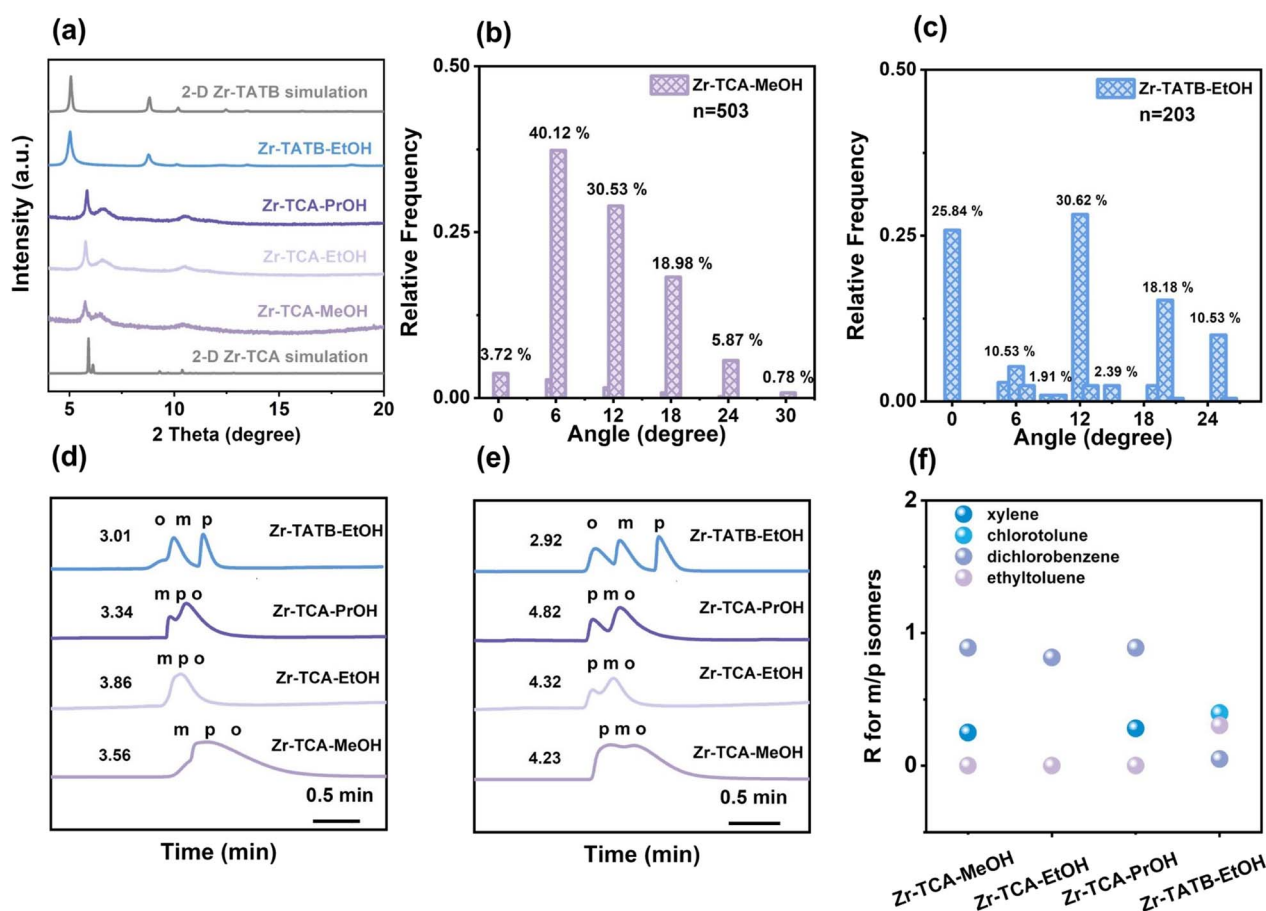 (a)
Intensity (a.u.)
2-D Zr-TATB simulation
Zr-TATB-EtOH
Zr-TCA-PrOH
Zr-TCA-EtOH
Zr-TCA-MeOH
2-D Zr-TCA simulation
5 10 15 20
2 Theta (degree)
(b)
Relative Frequency
0.50
0.25
0.00
Zr-TCA-MeOH
n=503
3.72 %
40.12 %
30.53 %
18.98 %
5.87 %
0.78 %
0 6 12 18 24 30
Angle (degree)
(c)
Relative Frequency
0.50
0.25
0.00
Zr-TATB-EtOH
n=203
25.84 %
10.53 %
1.91 %
30.62 %
2.39 %
18.18 %
10.53 %
0 6 12 18 24
Angle (degree)
(d)
3.01 o m p Zr-TATB-EtOH
3.34 m p o Zr-TCA-PrOH
3.86 m p o Zr-TCA-EtOH
3.56 m p o Zr-TCA-MeOH
0.5 min
Time (min)
(e)
2.92 o m p Zr-TATB-EtOH
4.82 p m o Zr-TCA-PrOH
4.32 p m o Zr-TCA-EtOH
4.23 p m o Zr-TCA-MeOH
0.5 min
Time (min)
(f)
R for m/p isomers
2
1
0
xylene
chlorotolune
dichlorobenzene
ethyltoluene
Zr-TCA-MeOH
Zr-TCA-EtOH
Zr-TCA-PrOH
Zr-TATB-EtOH